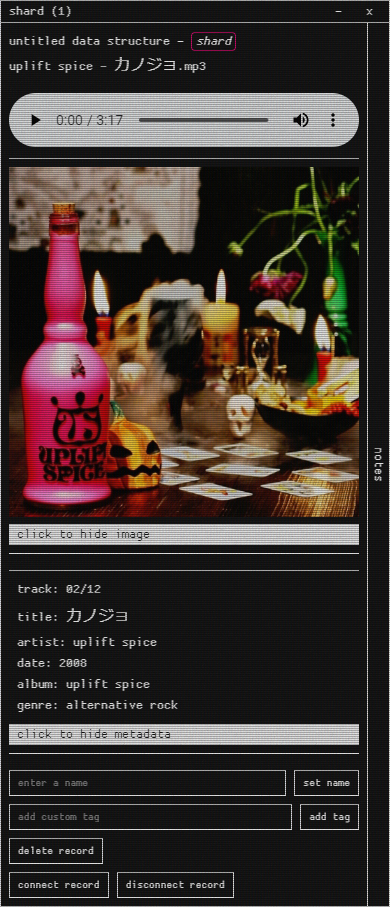 shard (1) – x
untitled data structure – shard
uplift spice – カノジョ.mp3
0:00 / 3:17
UPLIFT
SPICE
click to hide image
track: 02/12
title: カノジョ
artist: uplift spice
date: 2008
album: uplift spice
genre: alternative rock
click to hide metadata
enter a name set name
add custom tag add tag
delete record
connect record disconnect record
notes